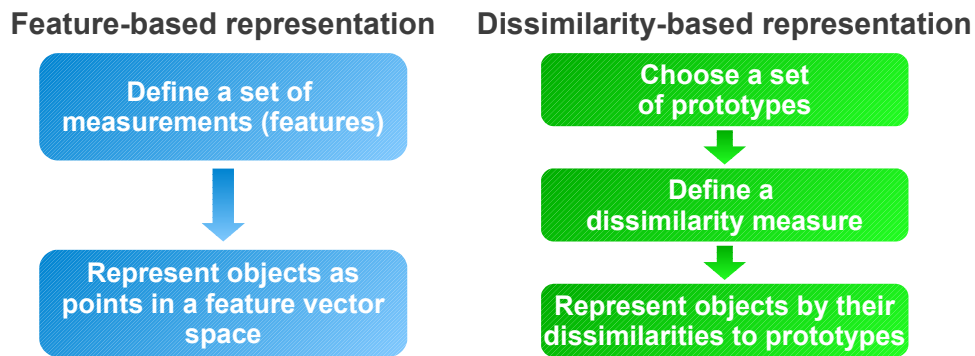 Feature-based representation
Define a set of
measurements (features)
Represent objects as
points in a feature vector
space
Dissimilarity-based representation
Choose a set
of prototypes
Define a
dissimilarity measure
Represent objects by their
dissimilarities to prototypes